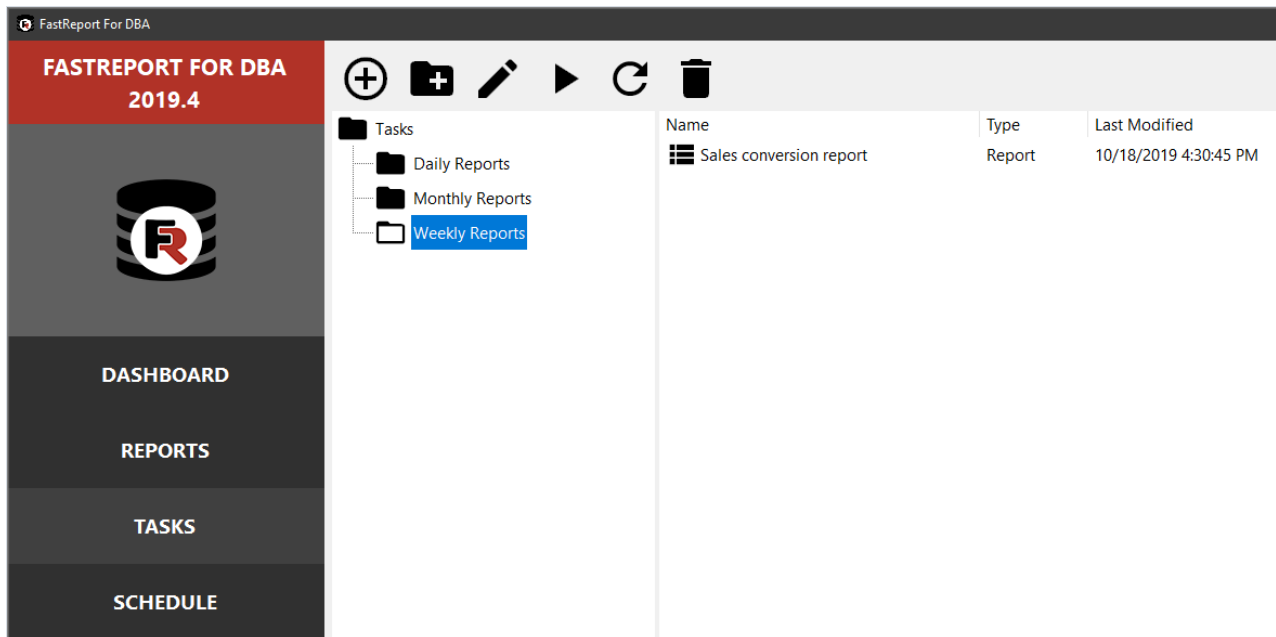 FastReport For DBA
FASTREPORT FOR DBA
2019.4
FR
DASHBOARD
REPORTS
TASKS
SCHEDULE
Tasks
Daily Reports
Monthly Reports
Weekly Reports
Name Type Last Modified
Sales conversion report Report 10/18/2019 4:30:45 PM